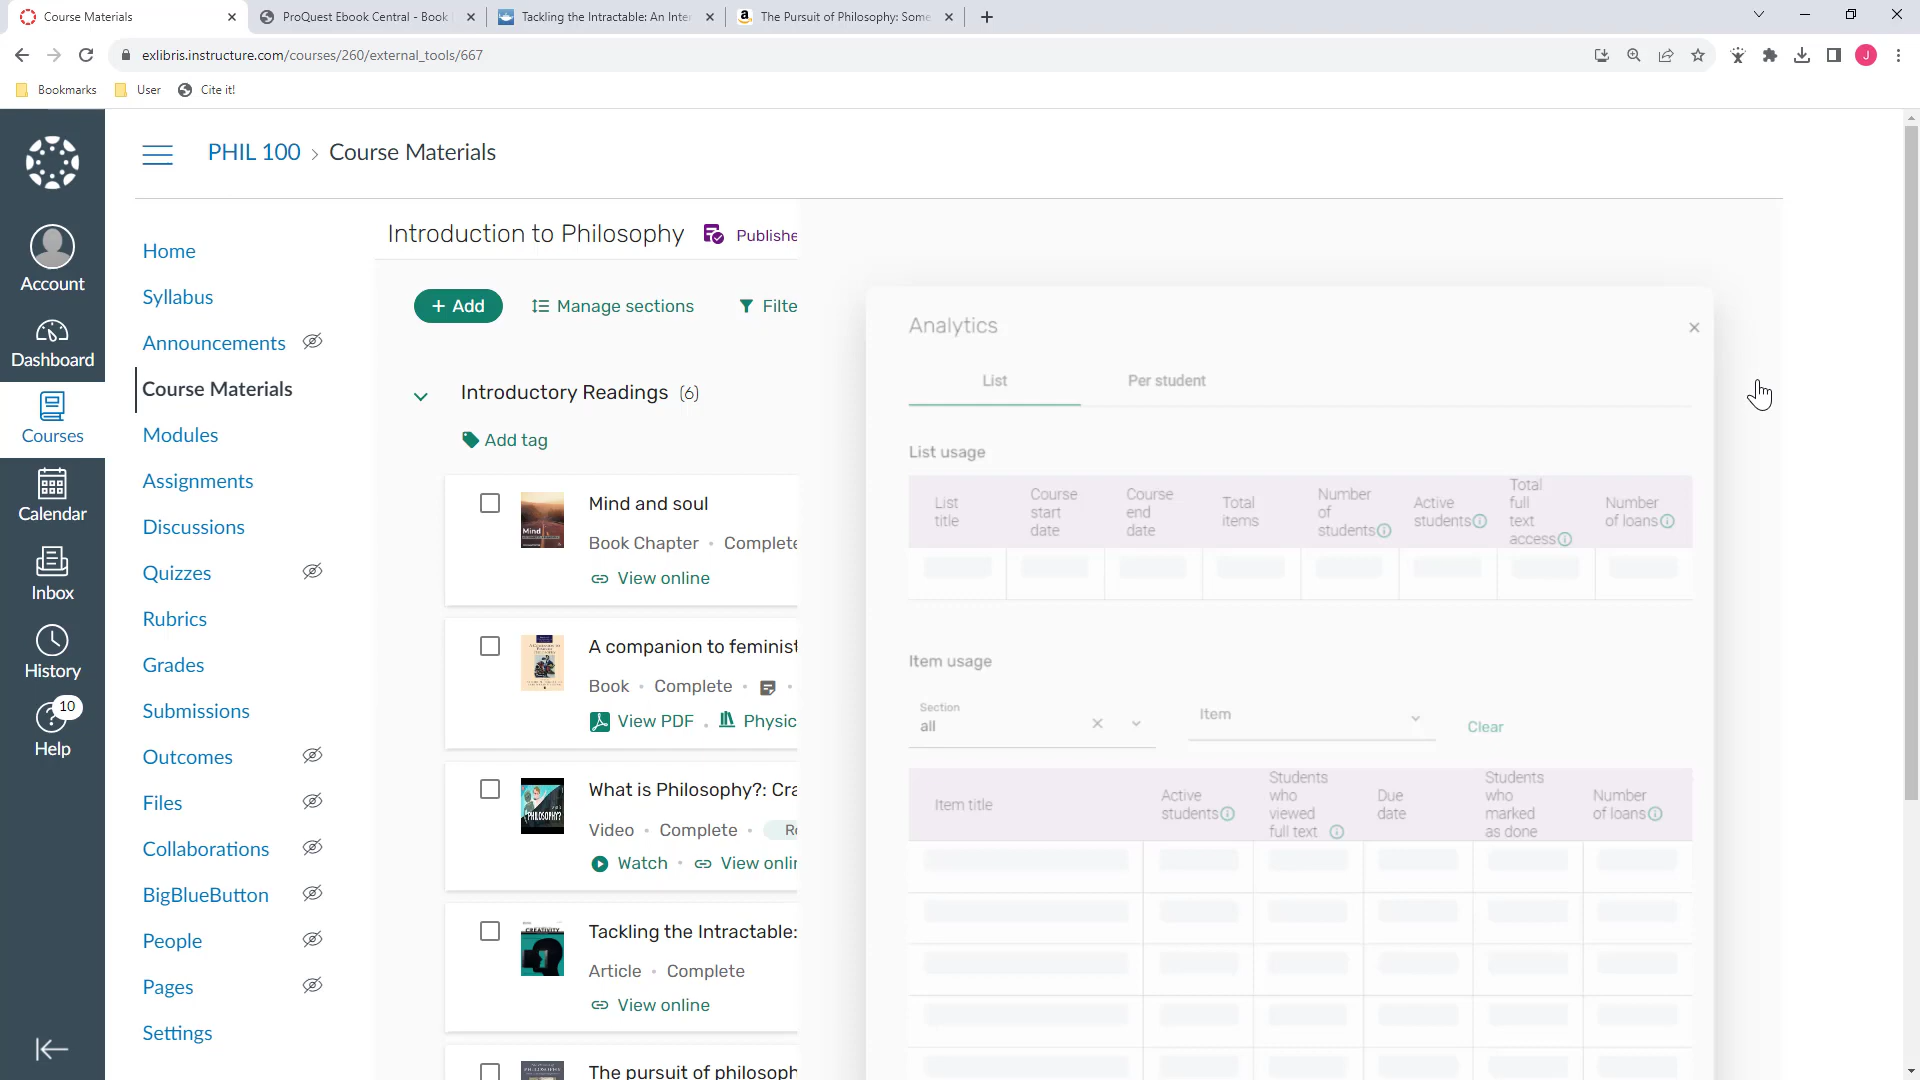 Course Materials
ProQuest Ebook Central - Book
Tackling the Intractable: An Inter
The Pursuit of Philosophy: Some
exlibris.instructure.com/courses/260/external_tools/667
J
Bookmarks
User
Cite it!
PHIL 100 > Course Materials
Account
Dashboard
Courses
Calendar
Inbox
History
10
Help
Home
Syllabus
Announcements
Course Materials
Modules
Assignments
Discussions
Quizzes
Rubrics
Grades
Submissions
Outcomes
Files
Collaborations
BigBlueButton
People
Pages
Settings
Introduction to Philosophy
Publishe
+ Add
Manage sections
Filte
Introductory Readings (6)
Add tag
Mind and soul
Book Chapter • Complete
View online
A companion to feminist
Book • Complete •
View PDF . Physic
What is Philosophy?: Cra
Video • Complete • Re
Watch • View onlin
Tackling the Intractable:
Article • Complete
View online
The pursuit of philosoph
Analytics
List
Per student
List usage
List title
Course start date
Course end date
Total items
Number of students
Active students
Total full text access
Number of loans
Item usage
Section
all
Item
Clear
Item title
Active students
Students who viewed full text
Due date
Students who marked as done
Number of loans